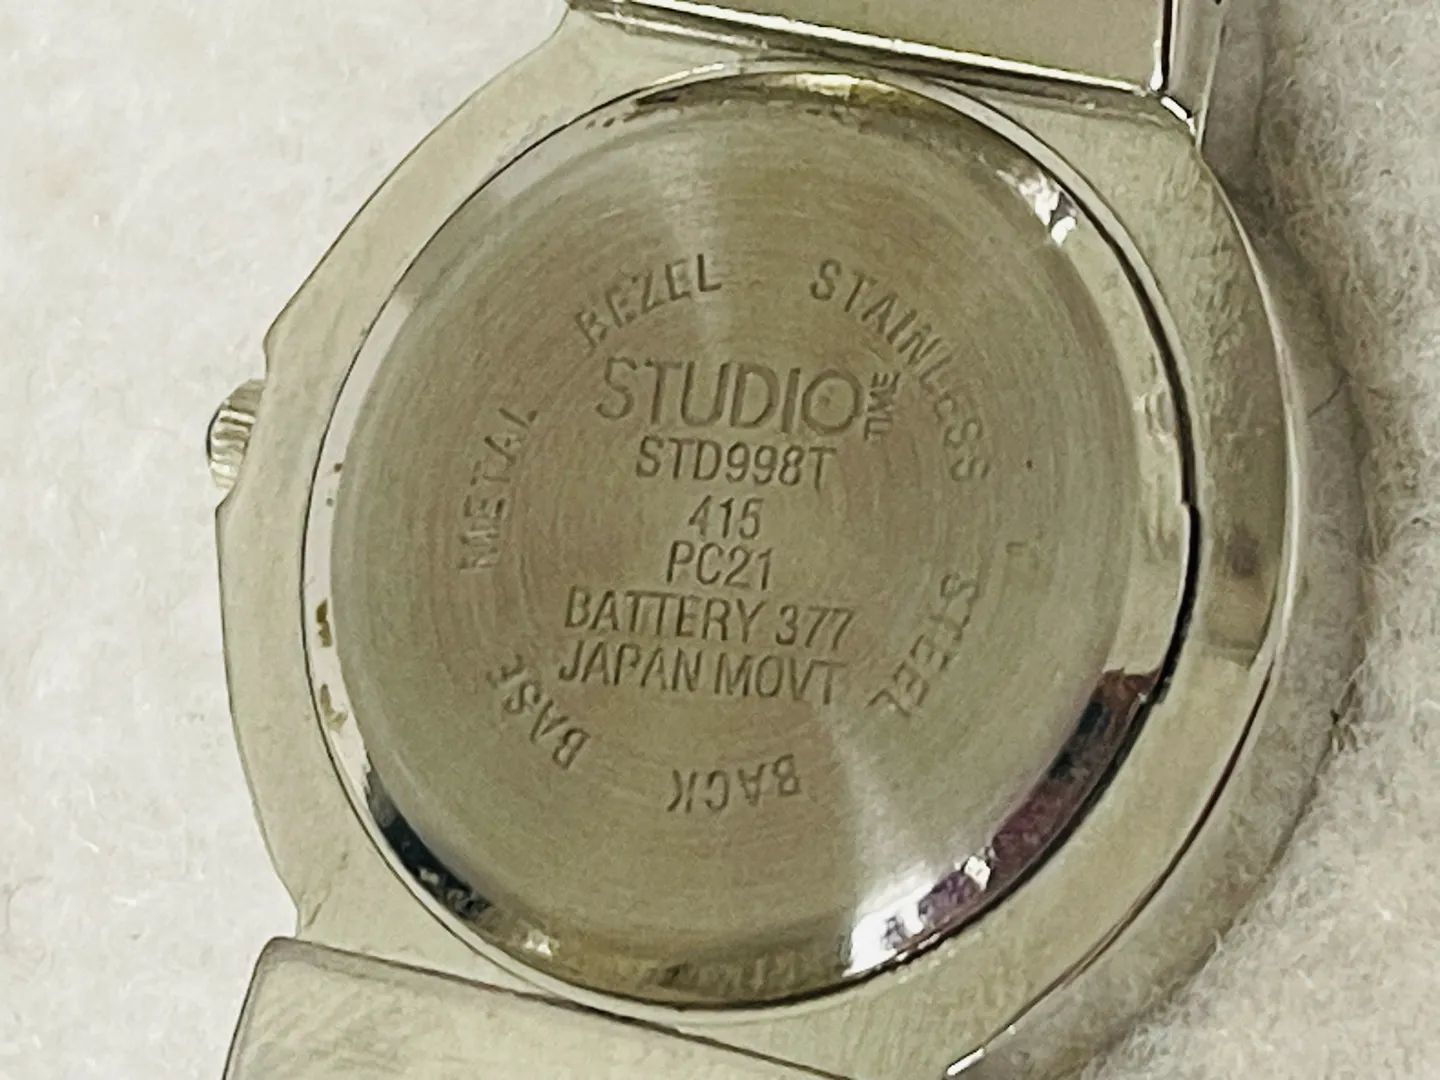 STUDIO TIME
STD998T
415
PC21
BATTERY 377
JAPAN MOVT
STAINLESS STEEL BACK BASE METAL BEZEL